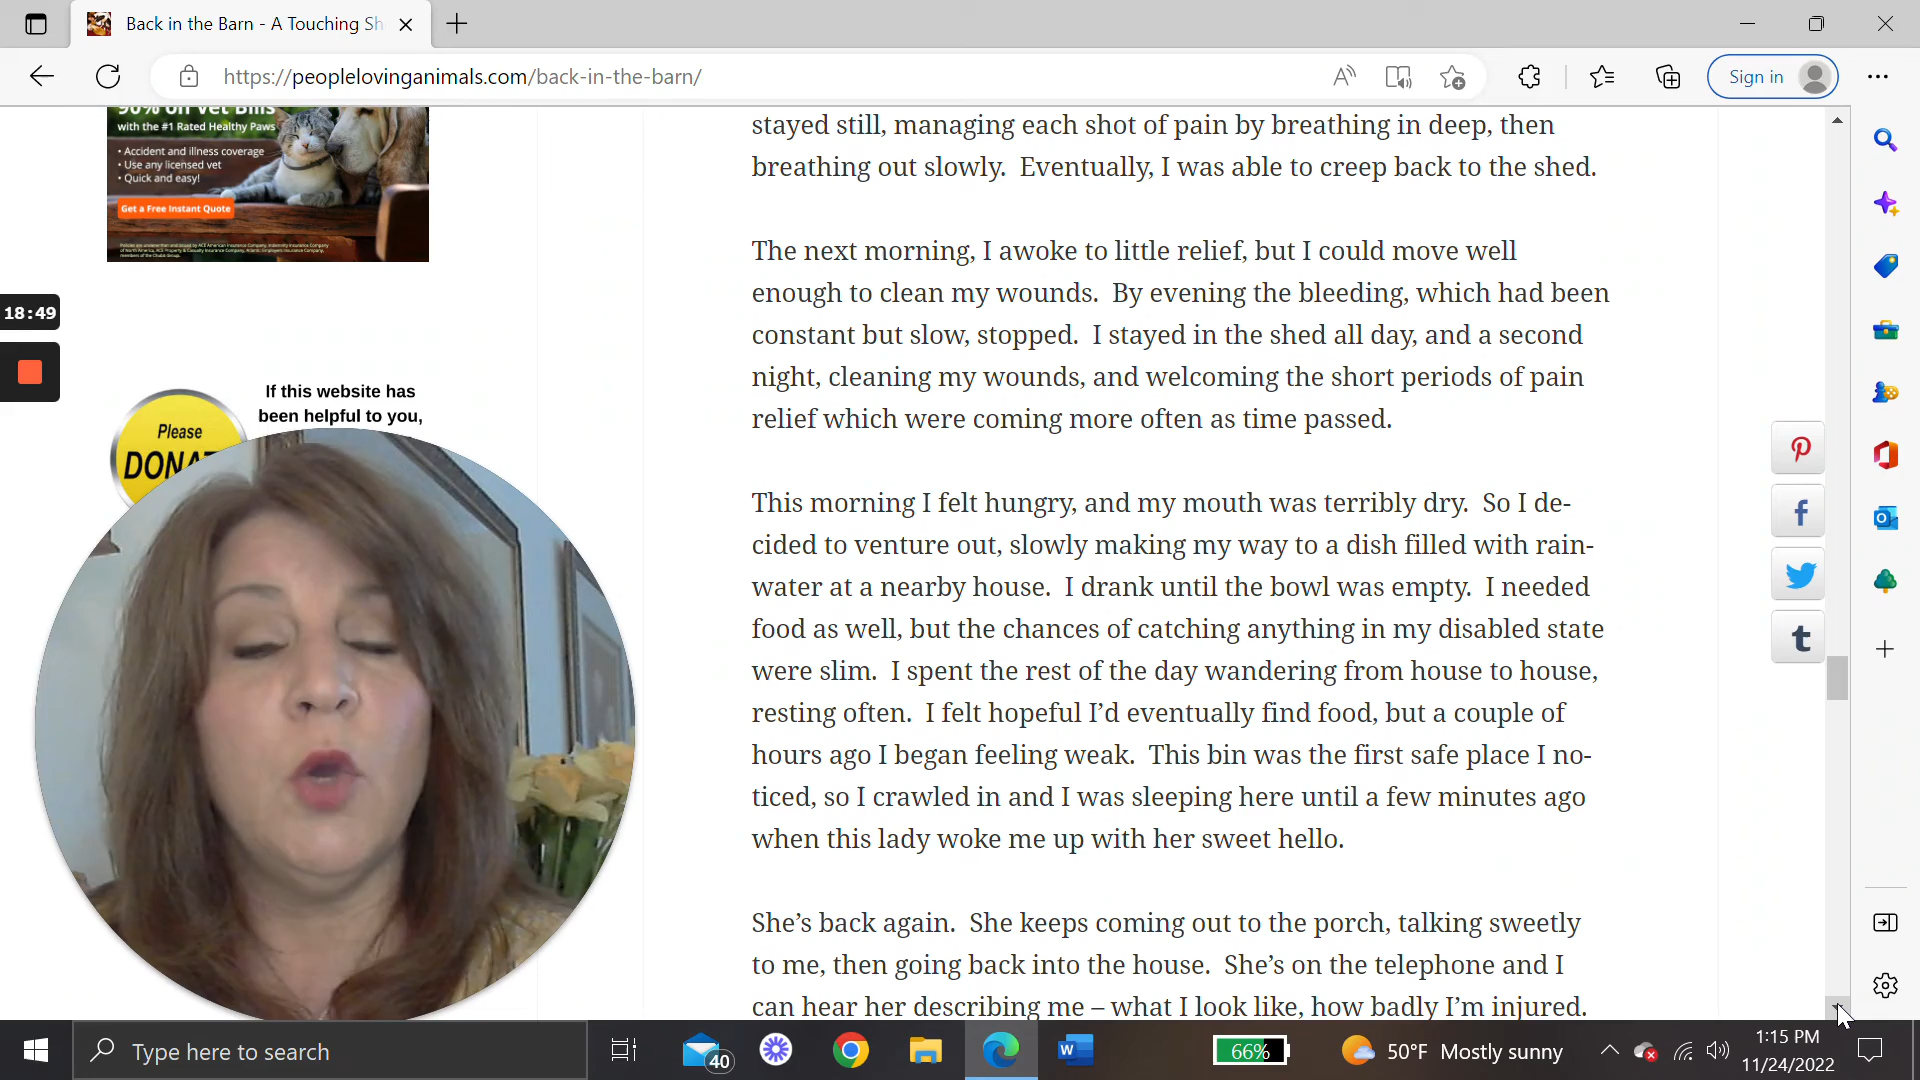 Back in the Barn - A Touching Sh
https://peoplelovinganimals.com/back-in-the-barn/
Sign in
90% on Vet Bills
with the #1 Rated Healthy Paws
• Accident and illness coverage
• Use any licensed vet
• Quick and easy!
Get a Free Instant Quote
18:49
If this website has
been helpful to you,
Please
stayed still, managing each shot of pain by breathing in deep, then
breathing out slowly. Eventually, I was able to creep back to the shed.
The next morning, I awoke to little relief, but I could move well
enough to clean my wounds. By evening the bleeding, which had been
constant but slow, stopped. I stayed in the shed all day, and a second
night, cleaning my wounds, and welcoming the short periods of pain
relief which were coming more often as time passed.
This morning I felt hungry, and my mouth was terribly dry. So I de-
cided to venture out, slowly making my way to a dish filled with rain-
water at a nearby house. I drank until the bowl was empty. I needed
food as well, but the chances of catching anything in my disabled state
were slim. I spent the rest of the day wandering from house to house,
resting often. I felt hopeful I'd eventually find food, but a couple of
hours ago I began feeling weak. This bin was the first safe place I no-
ticed, so I crawled in and I was sleeping here until a few minutes ago
when this lady woke me up with her sweet hello.
She's back again. She keeps coming out to the porch, talking sweetly
to me, then going back into the house. She's on the telephone and I
can hear her describing me – what I look like, how badly I'm injured.
Type here to search
40
66%
50°F Mostly sunny
1:15 PM
11/24/2022